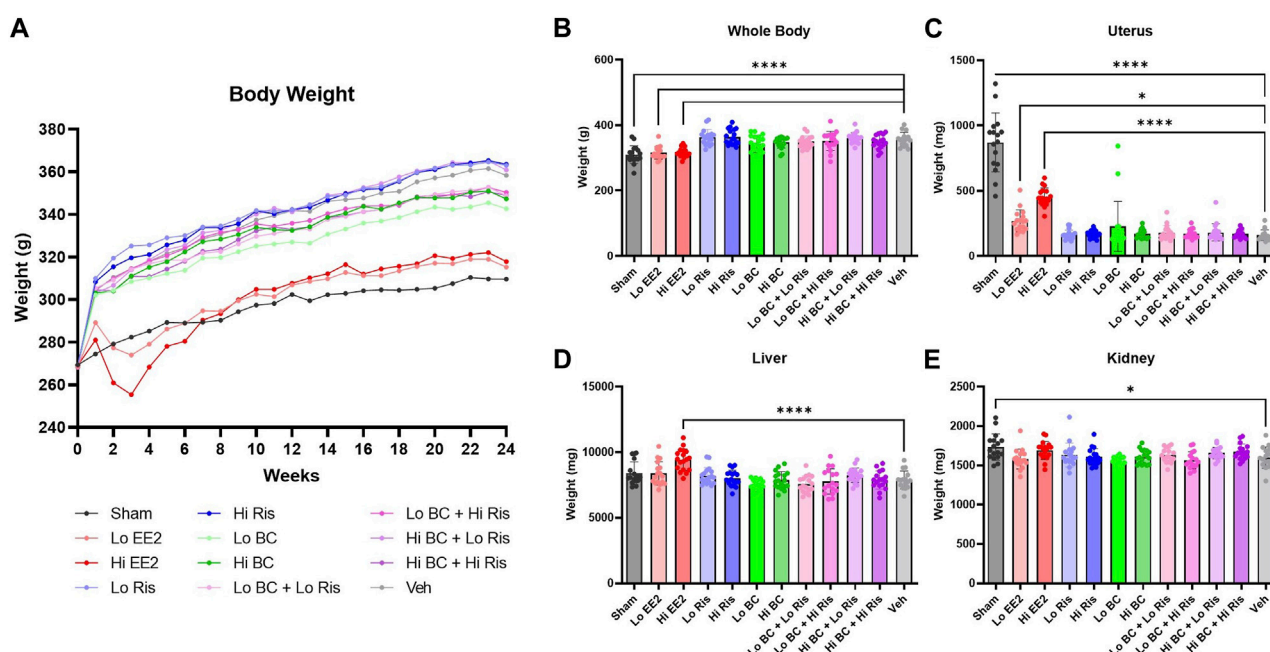 A
Body Weight
380
360
340
320
300
280
260
240
Weight (g)
0 2 4 6 8 10 12 14 16 18 20 22 24
Weeks
Sham
Lo EE2
Hi EE2
Lo Ris
Hi Ris
Lo BC
Hi BC
Lo BC + Lo Ris
Lo BC + Hi Ris
Hi BC + Lo Ris
Hi BC + Hi Ris
Veh
B
Whole Body
600
400
200
0
Weight (g)
****
Sham
Lo EE2
Hi EE2
Lo Ris
Hi Ris
Lo BC
Hi BC
Lo BC + Lo Ris
Lo BC + Hi Ris
Hi BC + Lo Ris
Hi BC + Hi Ris
Veh
C
Uterus
1500
1000
500
0
Weight (mg)
****
*
****
Sham
Lo EE2
Hi EE2
Lo Ris
Hi Ris
Lo BC
Hi BC
Lo BC + Lo Ris
Lo BC + Hi Ris
Hi BC + Lo Ris
Hi BC + Hi Ris
Veh
D
Liver
15000
10000
5000
0
Weight (mg)
****
Sham
Lo EE2
Hi EE2
Lo Ris
Hi Ris
Lo BC
Hi BC
Lo BC + Lo Ris
Lo BC + Hi Ris
Hi BC + Lo Ris
Hi BC + Hi Ris
Veh
E
Kidney
2500
2000
1500
1000
500
0
Weight (mg)
*
Sham
Lo EE2
Hi EE2
Lo Ris
Hi Ris
Lo BC
Hi BC
Lo BC + Lo Ris
Lo BC + Hi Ris
Hi BC + Lo Ris
Hi BC + Hi Ris
Veh